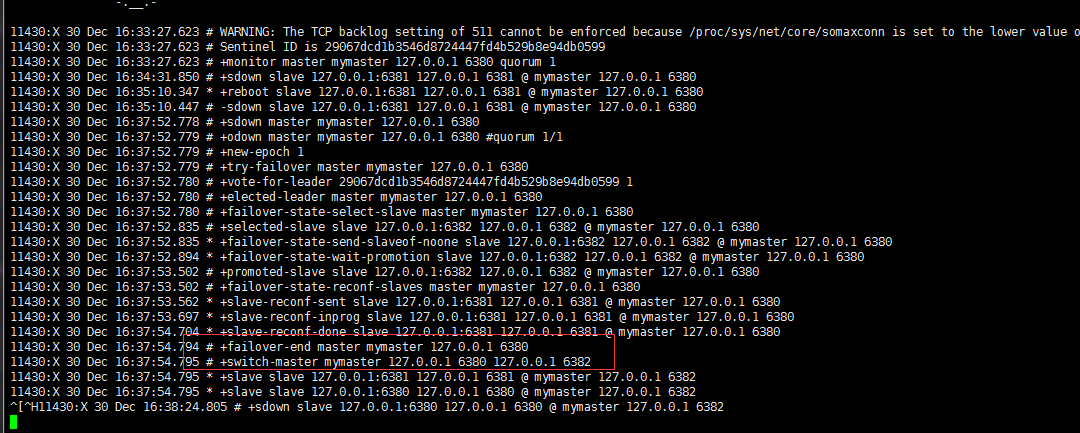 -.__.-
11430:X 30 Dec 16:33:27.623 # WARNING: The TCP backlog setting of 511 cannot be enforced because /proc/sys/net/core/somaxconn is set to the lower value o
11430:X 30 Dec 16:33:27.623 # Sentinel ID is 29067dcd1b3546d8724447fd4b529b8e94db0599
11430:X 30 Dec 16:33:27.623 # +monitor master mymaster 127.0.0.1 6380 quorum 1
11430:X 30 Dec 16:34:31.850 # +sdown slave 127.0.0.1:6381 127.0.0.1 6381 @ mymaster 127.0.0.1 6380
11430:X 30 Dec 16:35:10.347 * +reboot slave 127.0.0.1:6381 127.0.0.1 6381 @ mymaster 127.0.0.1 6380
11430:X 30 Dec 16:35:10.447 # -sdown slave 127.0.0.1:6381 127.0.0.1 6381 @ mymaster 127.0.0.1 6380
11430:X 30 Dec 16:37:52.778 # +sdown master mymaster 127.0.0.1 6380
11430:X 30 Dec 16:37:52.779 # +odown master mymaster 127.0.0.1 6380 #quorum 1/1
11430:X 30 Dec 16:37:52.779 # +new-epoch 1
11430:X 30 Dec 16:37:52.779 # +try-failover master mymaster 127.0.0.1 6380
11430:X 30 Dec 16:37:52.780 # +vote-for-leader 29067dcd1b3546d8724447fd4b529b8e94db0599 1
11430:X 30 Dec 16:37:52.780 # +elected-leader master mymaster 127.0.0.1 6380
11430:X 30 Dec 16:37:52.780 # +failover-state-select-slave master mymaster 127.0.0.1 6380
11430:X 30 Dec 16:37:52.835 # +selected-slave slave 127.0.0.1:6382 127.0.0.1 6382 @ mymaster 127.0.0.1 6380
11430:X 30 Dec 16:37:52.835 * +failover-state-send-slaveof-noone slave 127.0.0.1:6382 127.0.0.1 6382 @ mymaster 127.0.0.1 6380
11430:X 30 Dec 16:37:52.894 * +failover-state-wait-promotion slave 127.0.0.1:6382 127.0.0.1 6382 @ mymaster 127.0.0.1 6380
11430:X 30 Dec 16:37:53.502 # +promoted-slave slave 127.0.0.1:6382 127.0.0.1 6382 @ mymaster 127.0.0.1 6380
11430:X 30 Dec 16:37:53.502 # +failover-state-reconf-slaves master mymaster 127.0.0.1 6380
11430:X 30 Dec 16:37:53.562 * +slave-reconf-sent slave 127.0.0.1:6381 127.0.0.1 6381 @ mymaster 127.0.0.1 6380
11430:X 30 Dec 16:37:53.697 * +slave-reconf-inprog slave 127.0.0.1:6381 127.0.0.1 6381 @ mymaster 127.0.0.1 6380
11430:X 30 Dec 16:37:54.704 * +slave-reconf-done slave 127.0.0.1:6381 127.0.0.1 6381 @ mymaster 127.0.0.1 6380
11430:X 30 Dec 16:37:54.794 # +failover-end master mymaster 127.0.0.1 6380
11430:X 30 Dec 16:37:54.795 # +switch-master mymaster 127.0.0.1 6380 127.0.0.1 6382
11430:X 30 Dec 16:37:54.795 * +slave slave 127.0.0.1:6381 127.0.0.1 6381 @ mymaster 127.0.0.1 6382
11430:X 30 Dec 16:37:54.795 * +slave slave 127.0.0.1:6380 127.0.0.1 6380 @ mymaster 127.0.0.1 6382
^[^H11430:X 30 Dec 16:38:24.805 # +sdown slave 127.0.0.1:6380 127.0.0.1 6380 @ mymaster 127.0.0.1 6382